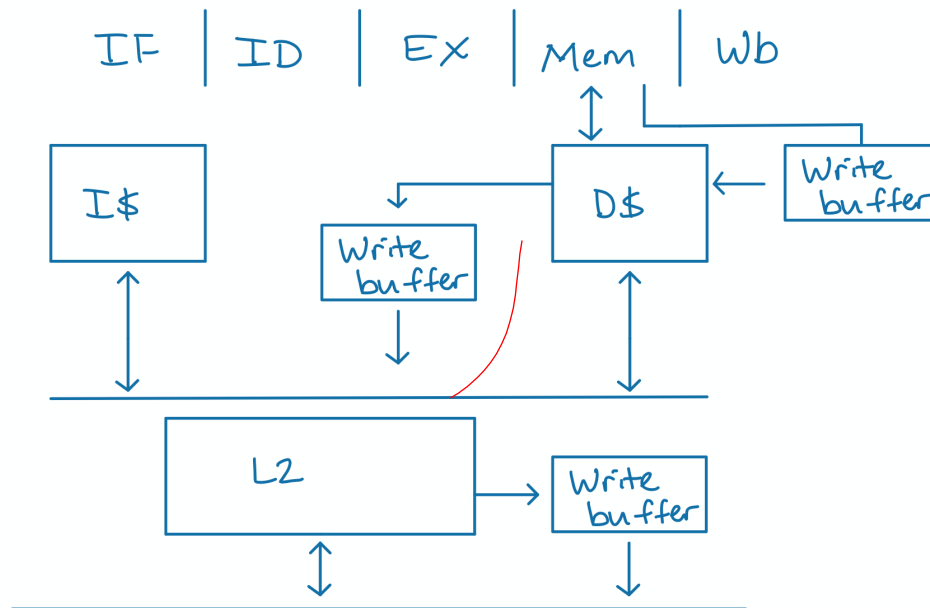 IF ID Ex Mem Wb
I$
D$
Write
buffer
Write
buffer
L2
Write
buffer